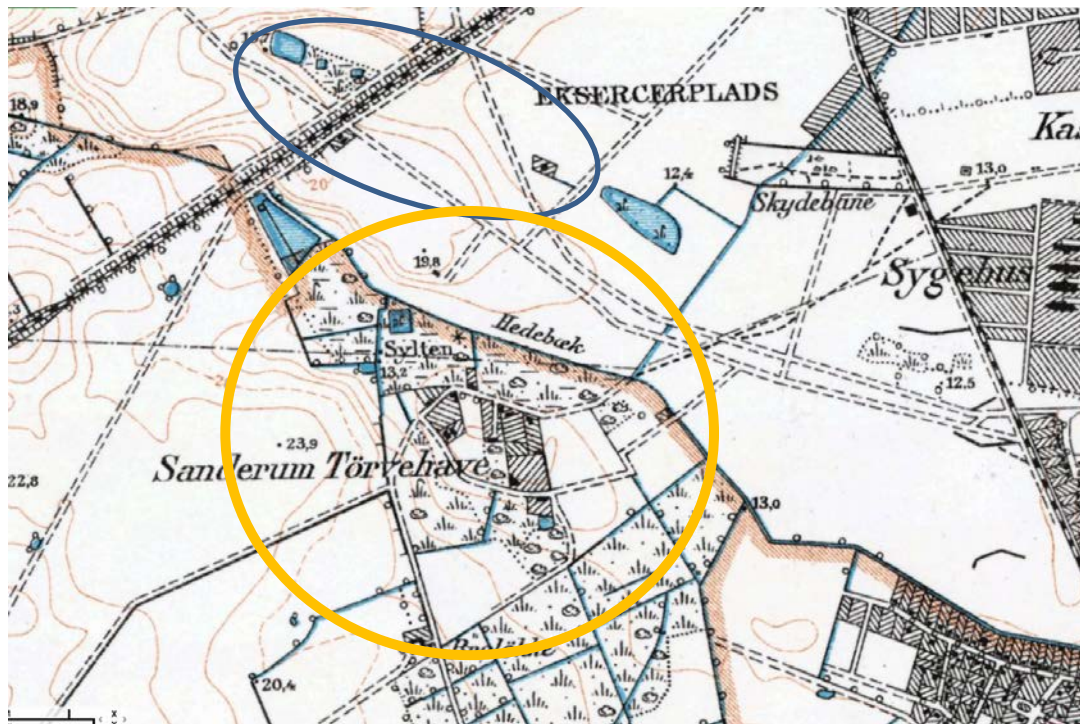 EKSERCERPLADS
Ka
18,9
20
12,4
13,0
Skydebane
Sygehus
19,8
Hedebæk
Sylten
13,2
12.5
23,9
Sanderum Törvehave
22,8
13,0
20,4